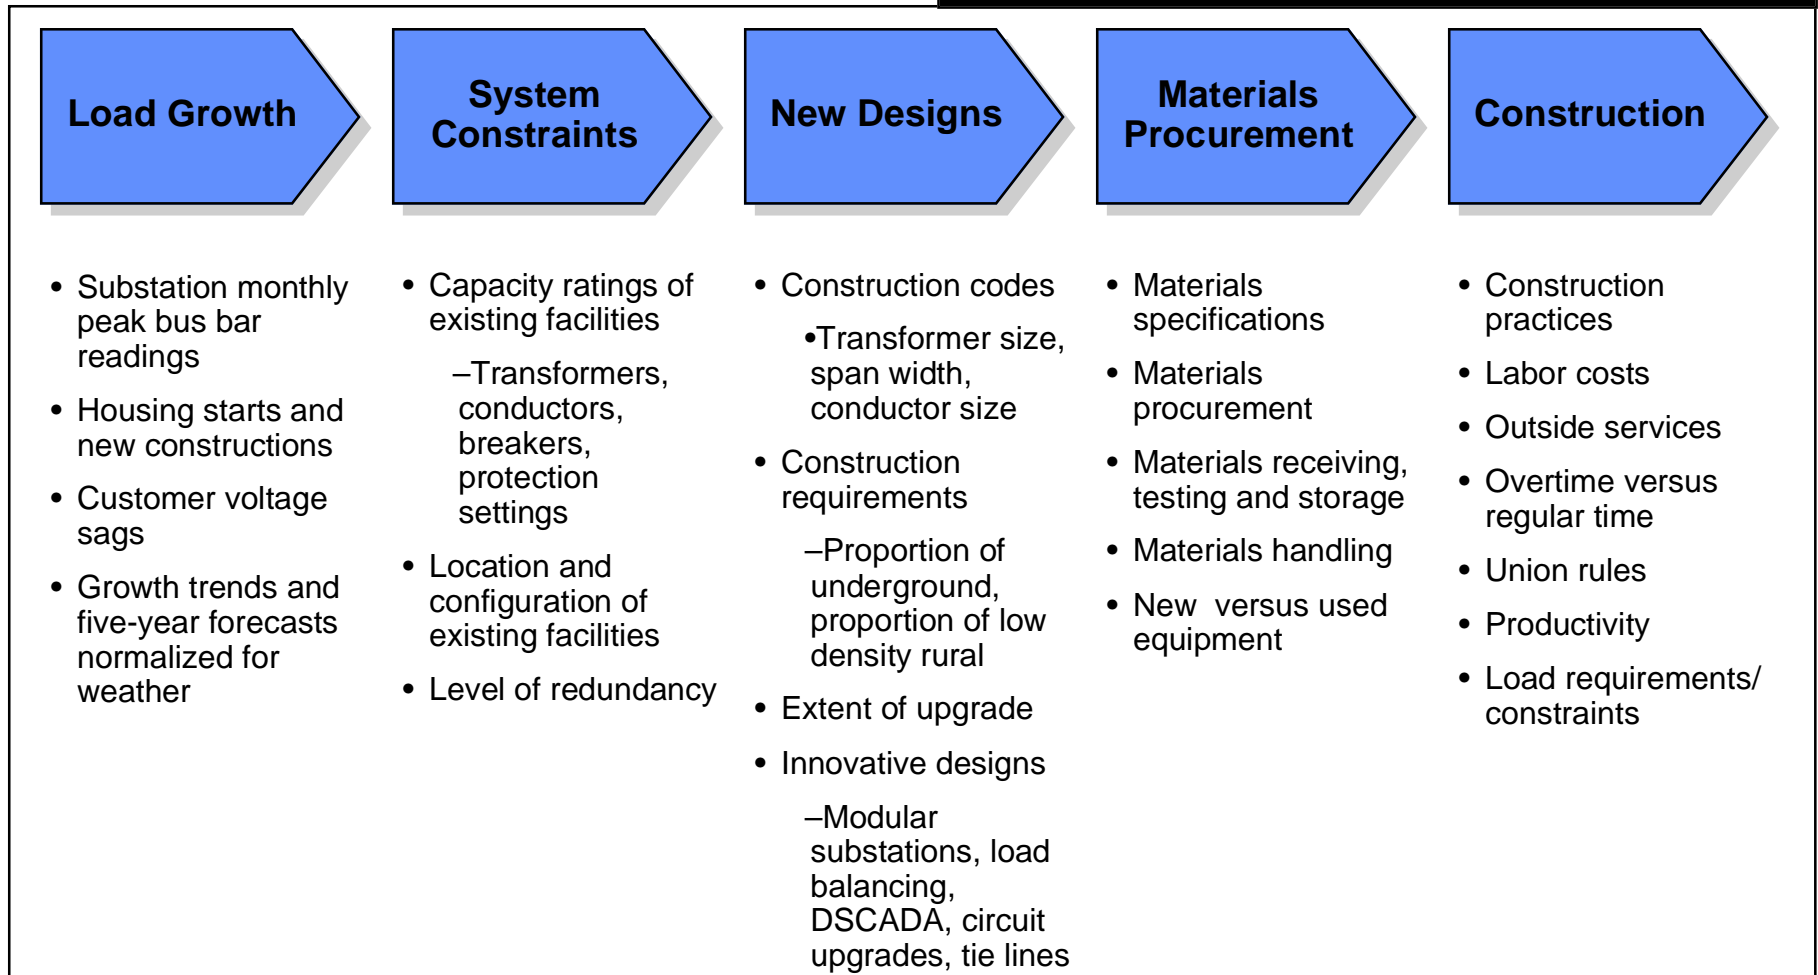 Load Growth
System
Constraints
New Designs
Materials
Procurement
Construction
• Substation monthly
peak bus bar
readings
• Housing starts and
new constructions
• Customer voltage
sags
• Growth trends and
five-year forecasts
normalized for
weather
• Capacity ratings of
existing facilities
–Transformers,
conductors,
breakers,
protection
settings
• Location and
configuration of
existing facilities
• Level of redundancy
• Construction codes
•Transformer size,
span width,
conductor size
• Construction
requirements
–Proportion of
underground,
proportion of low
density rural
• Extent of upgrade
• Innovative designs
–Modular
substations, load
balancing,
DSCADA, circuit
upgrades, tie lines
• Materials
specifications
• Materials
procurement
• Materials receiving,
testing and storage
• Materials handling
• New  versus used
equipment
• Construction
practices
• Labor costs
• Outside services
• Overtime versus
regular time
• Union rules
• Productivity
• Load requirements/
constraints